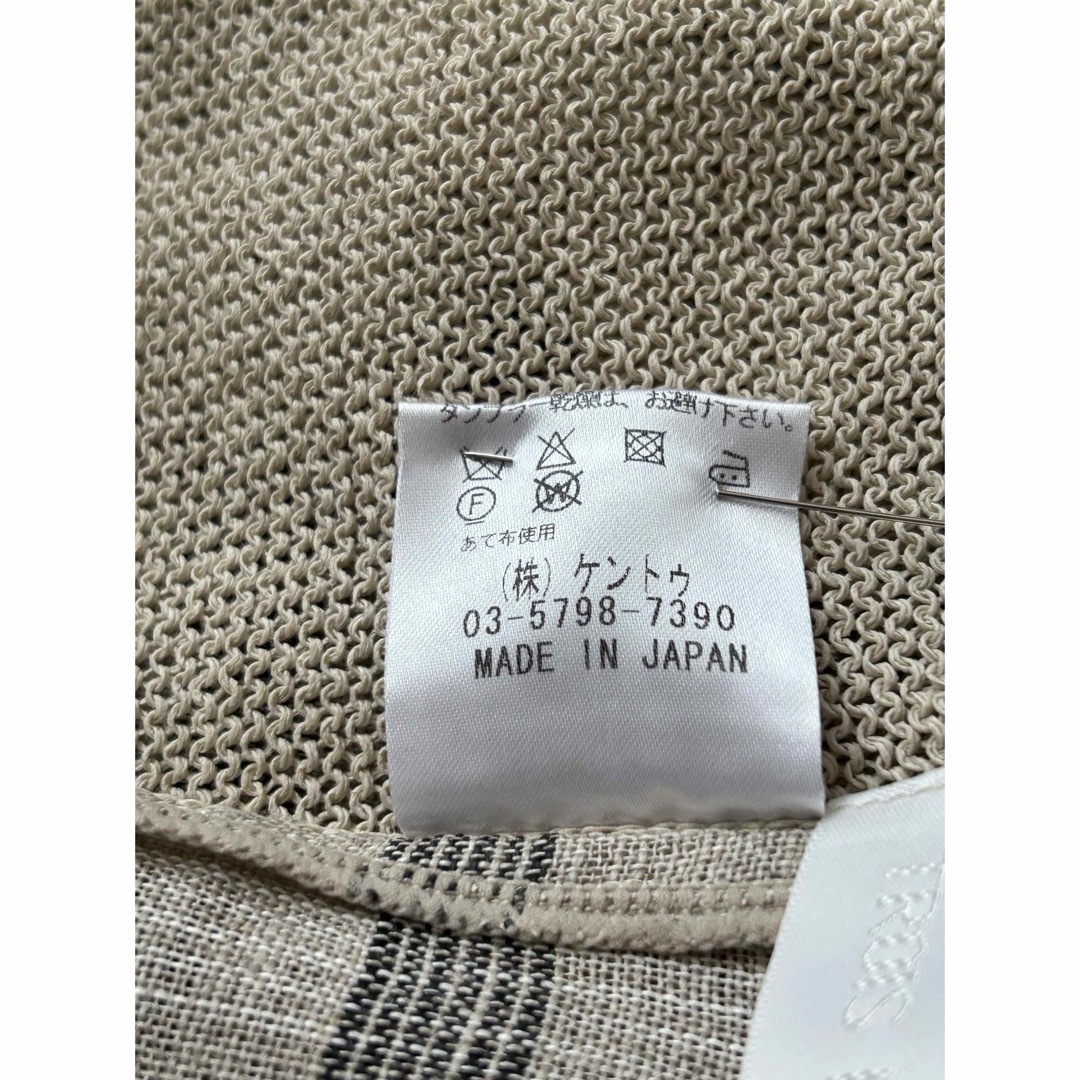 タンブラー乾燥は、お避け下さい。
F W
あて布使用
(株)ケントゥ
03-5798-7390
MADE IN JAPAN